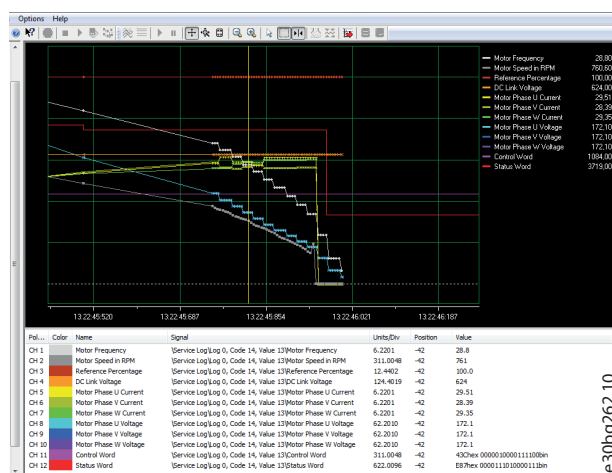 Options Help
Motor Frequency 28,80
Motor Speed in RPM 760,60
Reference Percentage 100,00
DC Link Voltage 624,00
Motor Phase U Current 29,51
Motor Phase V Current 28,39
Motor Phase W Current 29,35
Motor Phase U Voltage 172,10
Motor Phase V Voltage 172,10
Motor Phase W Voltage 172,10
Control Word 1084,00
Status Word 3719,00
13:22:45:520 13:22:45:687 13:22:45:854 13:22:46:021 13:22:46:187
Pol... Color Name Signal Units/Div Position Value
CH 1 Motor Frequency \Service Log\Log 0, Code 14, Value 13\Motor Frequency 6.2201 -42 28.8
CH 2 Motor Speed in RPM \Service Log\Log 0, Code 14, Value 13\Motor Speed in RPM 311.0048 -42 761
CH 3 Reference Percentage \Service Log\Log 0, Code 14, Value 13\Reference Percentage 12.4402 -42 100.0
CH 4 DC Link Voltage \Service Log\Log 0, Code 14, Value 13\DC Link Voltage 124.4019 -42 624
CH 5 Motor Phase U Current \Service Log\Log 0, Code 14, Value 13\Motor Phase U Current 6.2201 -42 29.51
CH 6 Motor Phase V Current \Service Log\Log 0, Code 14, Value 13\Motor Phase V Current 6.2201 -42 28.39
CH 7 Motor Phase W Current \Service Log\Log 0, Code 14, Value 13\Motor Phase W Current 6.2201 -42 29.35
CH 8 Motor Phase U Voltage \Service Log\Log 0, Code 14, Value 13\Motor Phase U Voltage 62.2010 -42 172.1
CH 9 Motor Phase V Voltage \Service Log\Log 0, Code 14, Value 13\Motor Phase V Voltage 62.2010 -42 172.1
CH 10 Motor Phase W Voltage \Service Log\Log 0, Code 14, Value 13\Motor Phase W Voltage 62.2010 -42 172.1
CH 11 Control Word \Service Log\Log 0, Code 14, Value 13\Control Word 311.0048 -42 43Chex 0000010000111100bin
CH 12 Status Word \Service Log\Log 0, Code 14, Value 13\Status Word 622.0096 -42 E87hex 0000111010000111bin
e30bg262.10